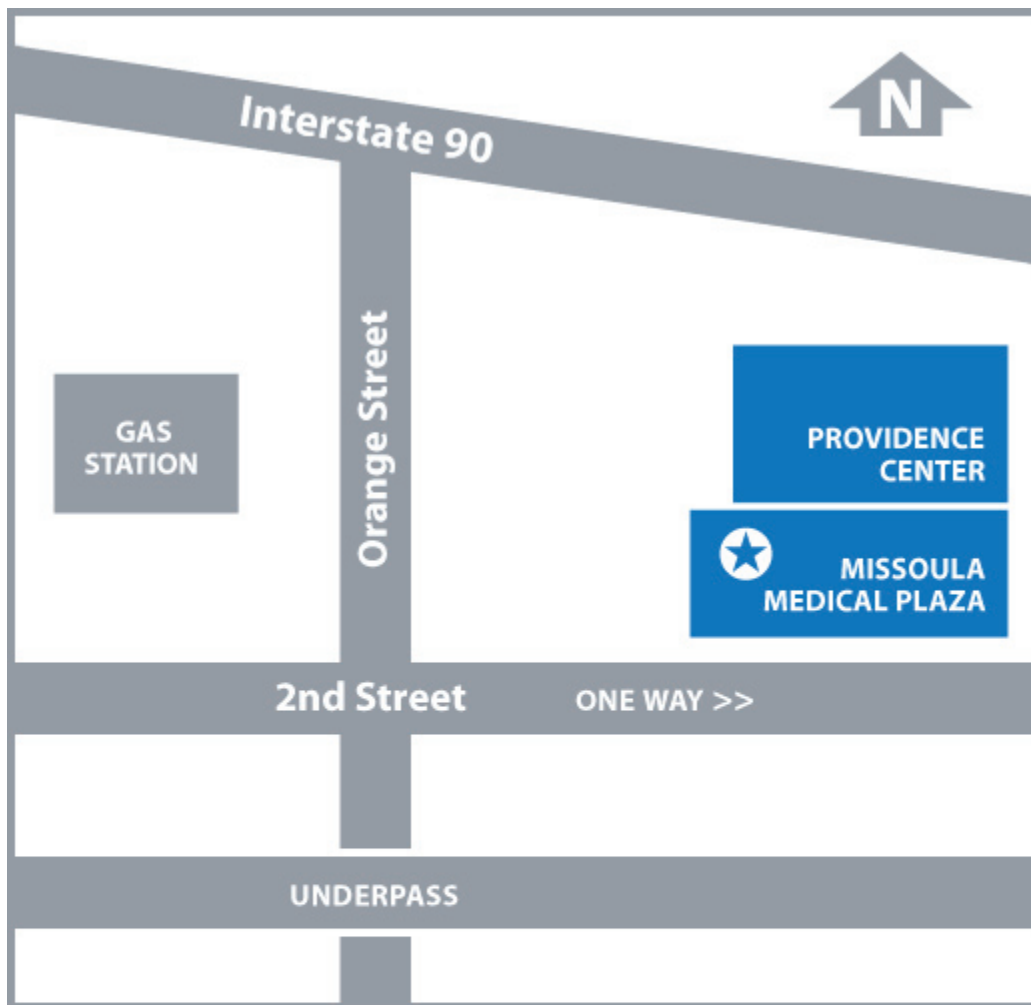 Interstate 90
N
Orange Street
GAS
STATION
PROVIDENCE
CENTER
MISSOULA
MEDICAL PLAZA
2nd Street
ONE WAY >>
UNDERPASS